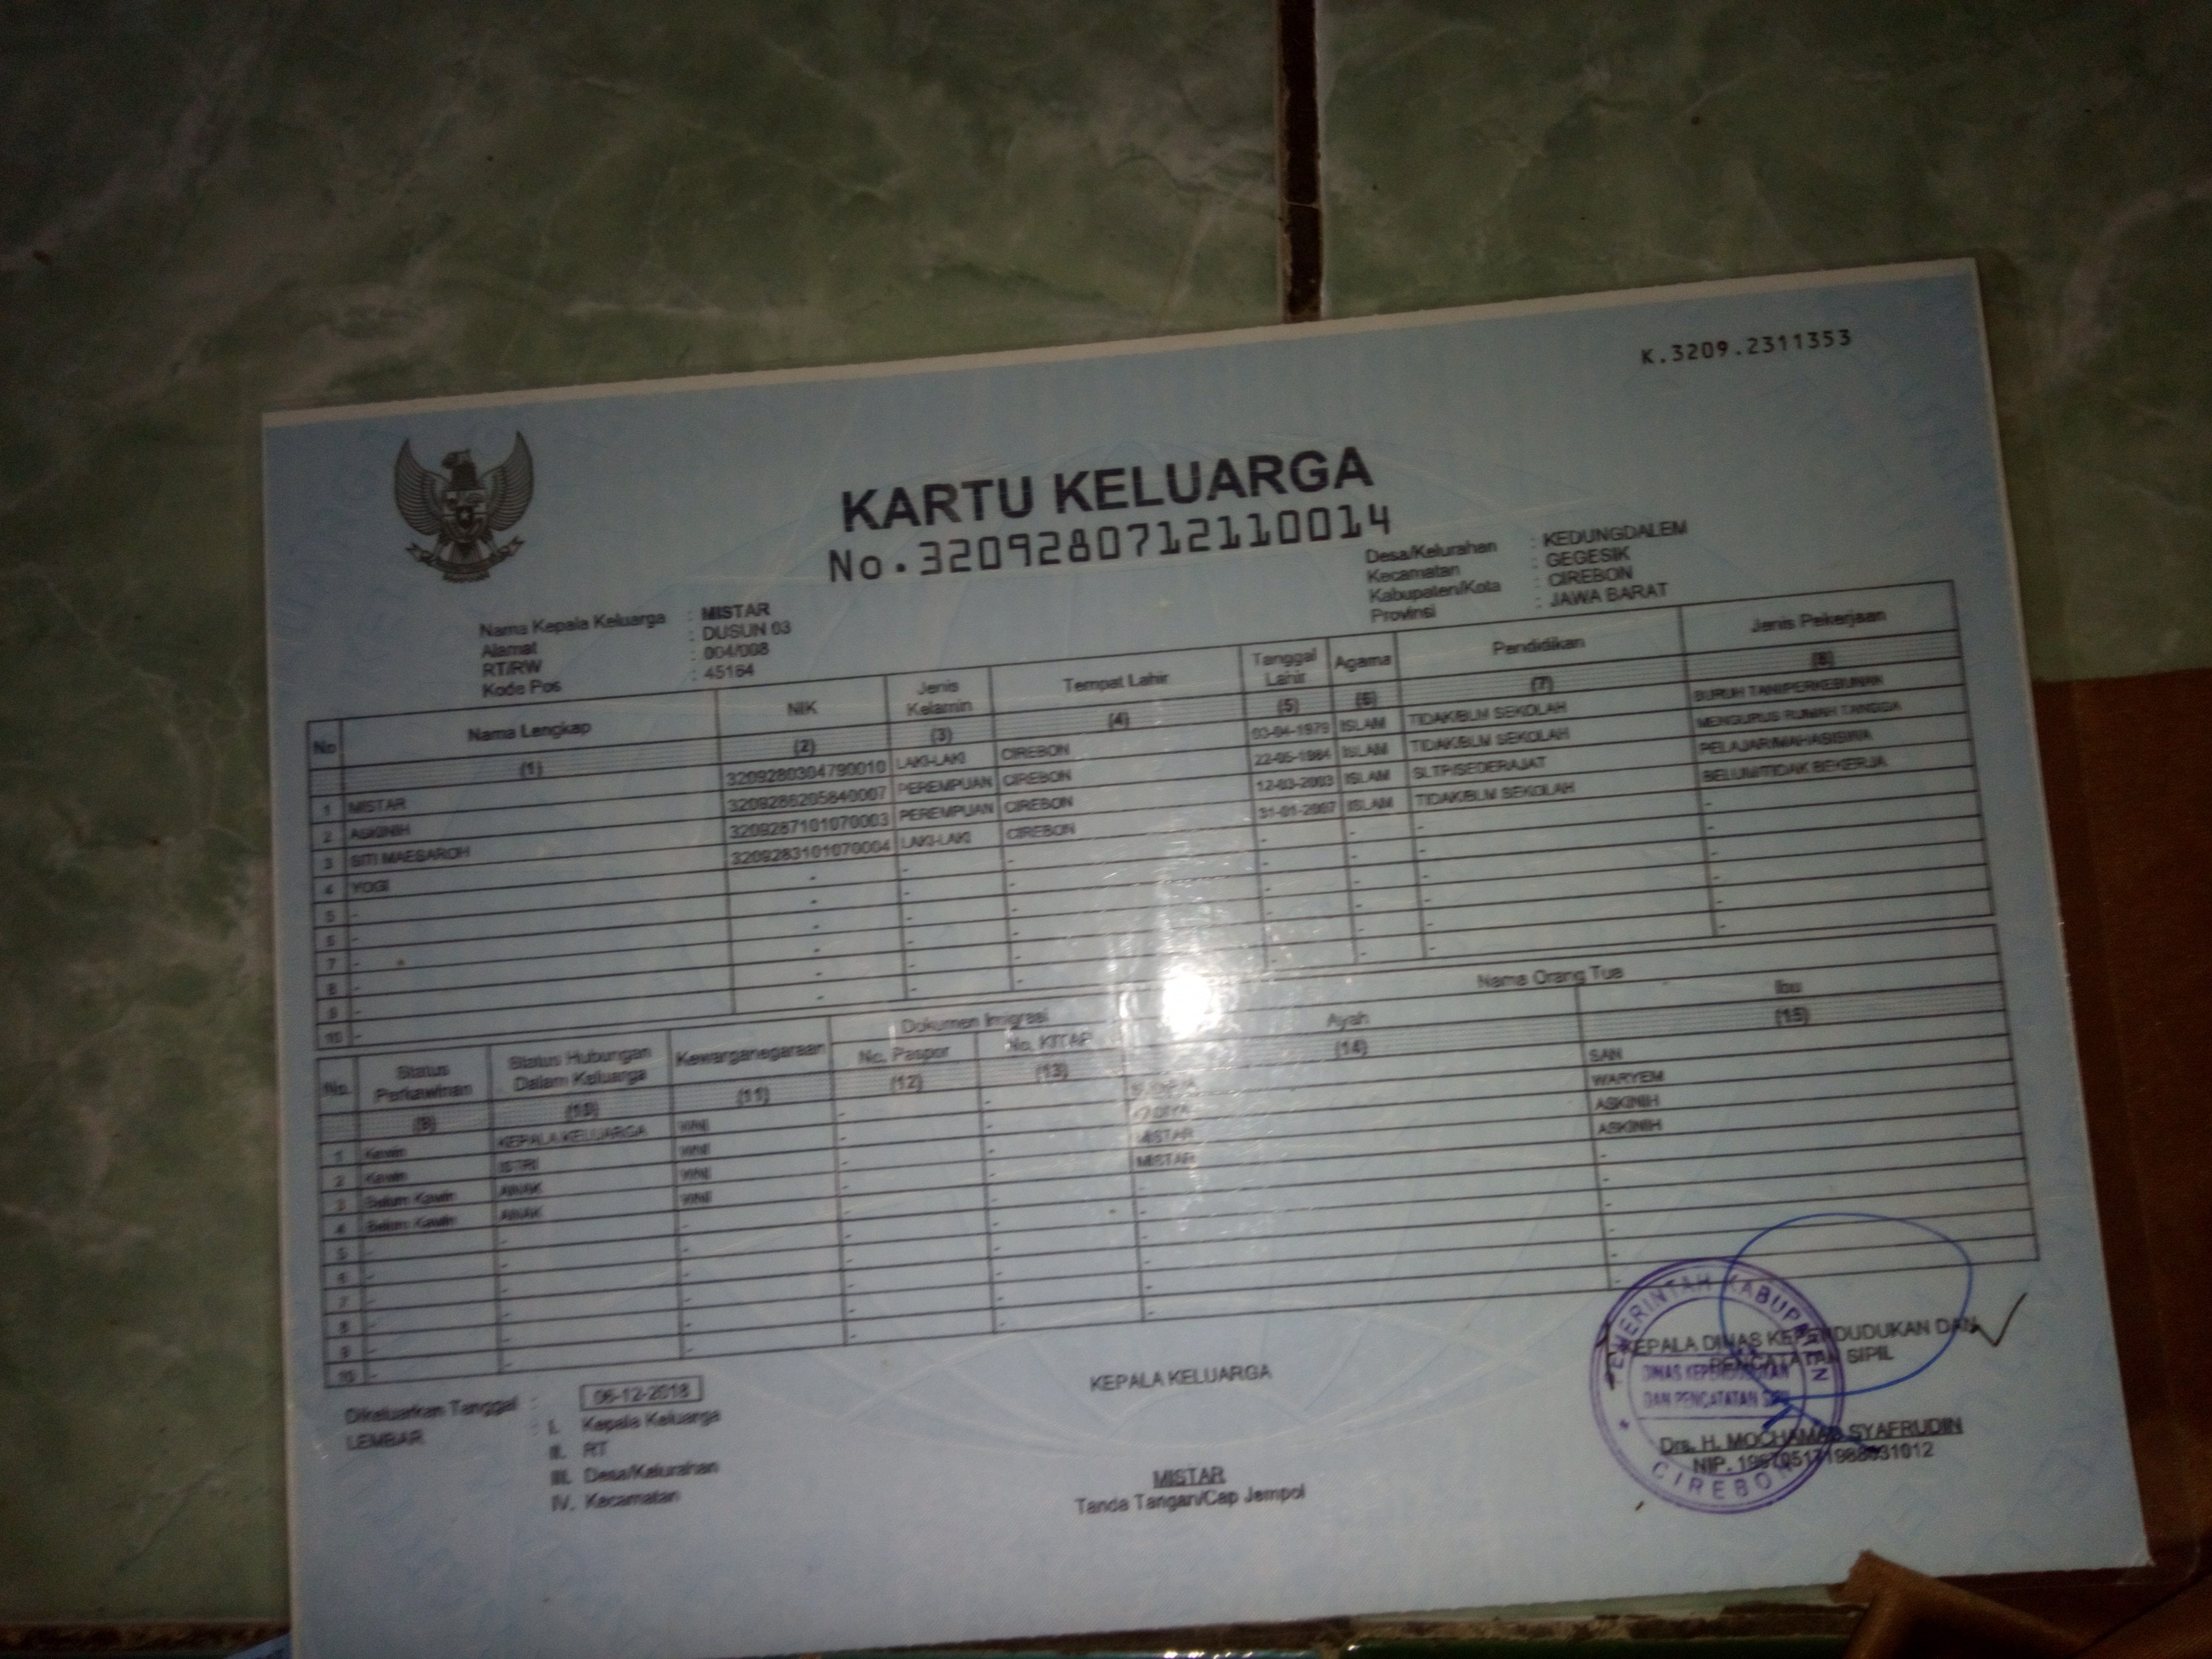 K.3209.2311353
KARTU KELUARGA
No.3209280712110014
Nama Kepala Keluarga : MISTAR
Alamat : DUSUN 03
RT/RW : 004/008
Kode Pos : 45164
Desa/Kelurahan : KEDUNGDALEM
Kecamatan : GEGESIK
Kabupaten/Kota : CIREBON
Provinsi : JAWA BARAT
No Nama Lengkap NIK Jenis Kelamin Tempat Lahir Tanggal Lahir Agama Pendidikan Jenis Pekerjaan
(1) (2) (3) (4) (5) (6) (7) (8)
1 MISTAR 3209280304790010 LAKI-LAKI CIREBON 03-04-1979 ISLAM TIDAK/BLM SEKOLAH BURUH TANI/PERKEBUNAN
2 ASKINIH 3209286205840007 PEREMPUAN CIREBON 22-05-1984 ISLAM TIDAK/BLM SEKOLAH MENGURUS RUMAH TANGGA
3 SITI MAESAROH 3209287101070003 PEREMPUAN CIREBON 12-03-2003 ISLAM SLTP/SEDERAJAT PELAJAR/MAHASISWA
4 YOGI 3209283101070004 LAKI-LAKI CIREBON 31-01-2007 ISLAM TIDAK/BLM SEKOLAH BELUM/TIDAK BEKERJA
5 - - - - - - - -
6 - - - - - - - -
7 - - - - - - - -
8 - - - - - - - -
9 - - - - - - - -
10 - - - - - - - -
No Status Perkawinan Status Hubungan Dalam Keluarga Kewarganegaraan Dokumen Imigrasi Nama Orang Tua
No. Paspor No. KITAP Ayah Ibu
(9) (10) (11) (12) (13) (14) (15)
1 Kawin KEPALA KELUARGA WNI - - SAN
2 Kawin ISTRI WNI - - WARYEM
3 Belum Kawin ANAK WNI - - MISTAR ASKINIH
4 Belum Kawin ANAK WNI - - MISTAR ASKINIH
5 - - - - - - -
6 - - - - - - -
7 - - - - - - -
8 - - - - - - -
9 - - - - - - -
10 - - - - - - -
Dikeluarkan Tanggal : 06-12-2018
LEMBAR : I. Kepala Keluarga
II. RT
III. Desa/Kelurahan
IV. Kecamatan
KEPALA KELUARGA
MISTAR
Tanda Tangan/Cap Jempol
KEPALA DINAS KEPENDUDUKAN DAN
PENCATATAN SIPIL
Drs. H. MOCHAMAD SYAFRUDIN
NIP.
PEMERINTAH KABUPATEN
DINAS KEPENDUDUKAN
DAN PENCATATAN SIPIL
CIREBON